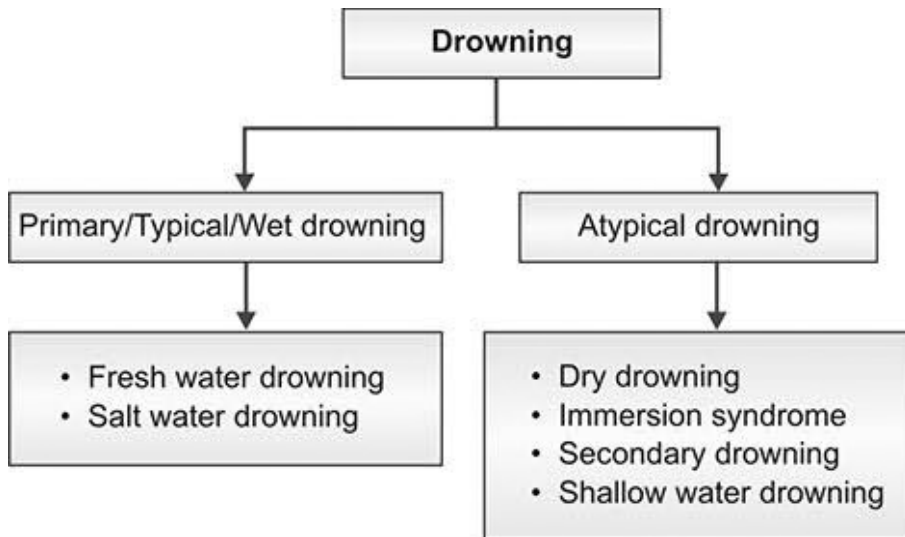 Drowning
Primary/Typical/Wet drowning
Atypical drowning
• Fresh water drowning
• Salt water drowning
• Dry drowning
• Immersion syndrome
• Secondary drowning
• Shallow water drowning